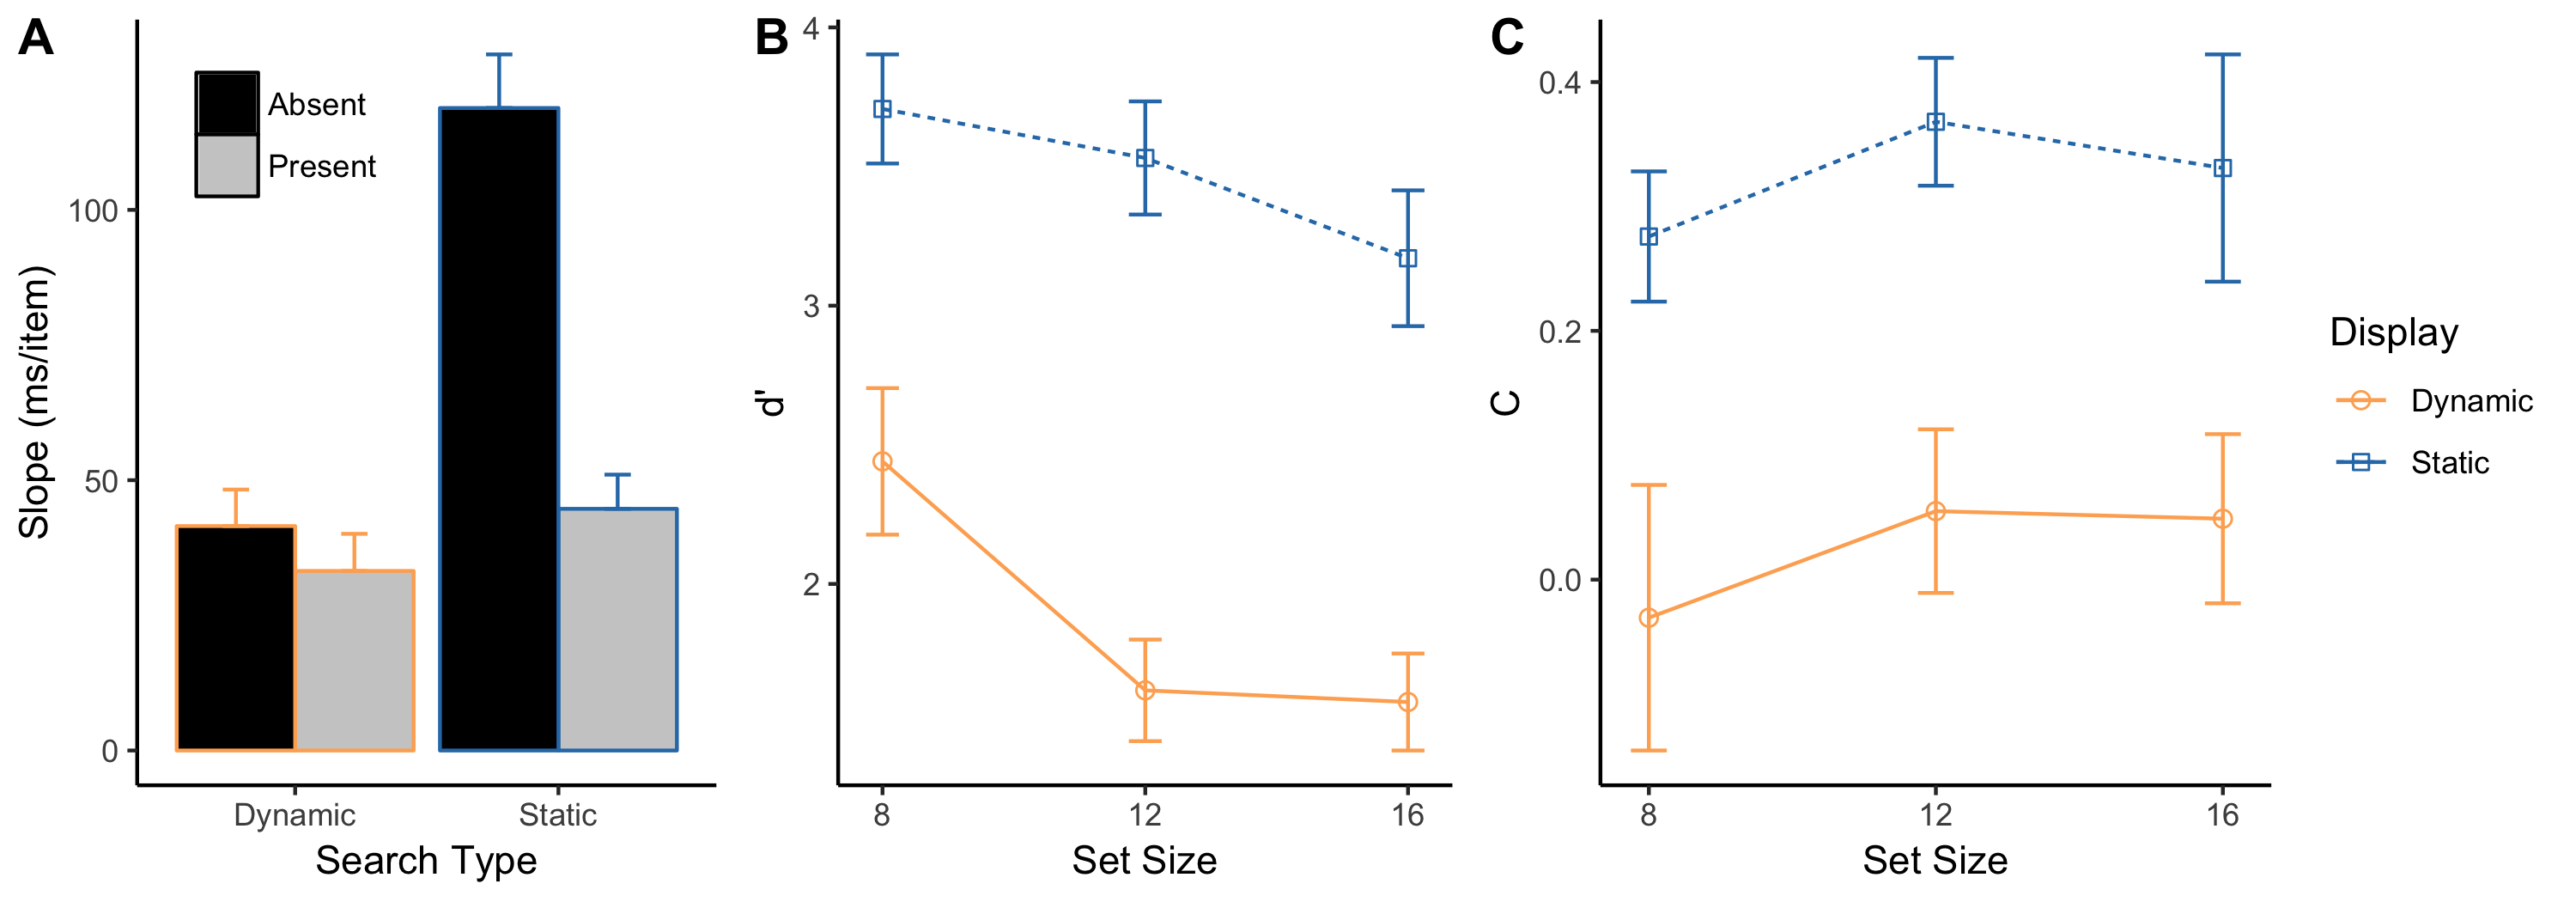 A
Absent
Present
100
50
0
Slope (ms/item)
Dynamic
Static
Search Type
B
4
3
2
d'
8
12
16
Set Size
C
0.4
0.2
0.0
C
8
12
16
Set Size
Display
Dynamic
Static